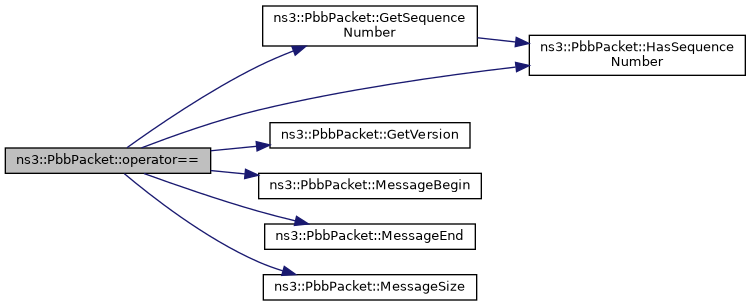 ns3::PbbPacket::GetSequence
Number
ns3::PbbPacket::HasSequence
Number
ns3::PbbPacket::GetVersion
ns3::PbbPacket::operator==
ns3::PbbPacket::MessageBegin
ns3::PbbPacket::MessageEnd
ns3::PbbPacket::MessageSize